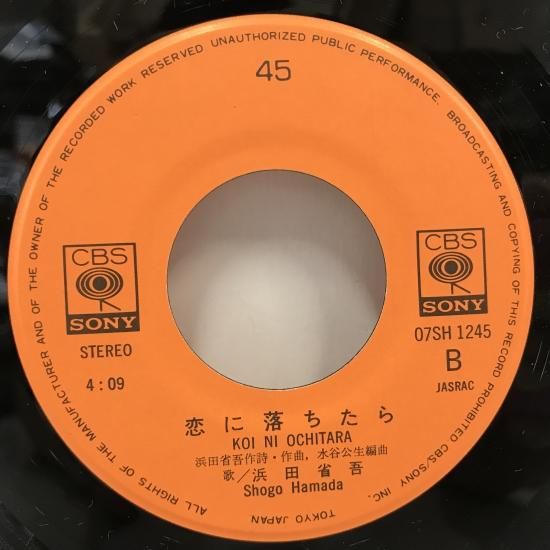 ALL RIGHTS OF THE MANUFACTURER AND OF THE OWNER OF THE RECORDED WORK RESERVED UNAUTHORIZED PUBLIC PERFORMANCE. BROADCASTING AND COPYING OF THIS RECORD PROHIBITED CBS/SONY INC.
TOKYO JAPAN
45
CBS
SONY
STEREO
4:09
CBS
SONY
07SH 1245
B
JASRAC
恋に落ちたら
KOI NI OCHITARA
浜田省吾作詩・作曲, 水谷公生編曲
歌/浜田省吾
Shogo Hamada